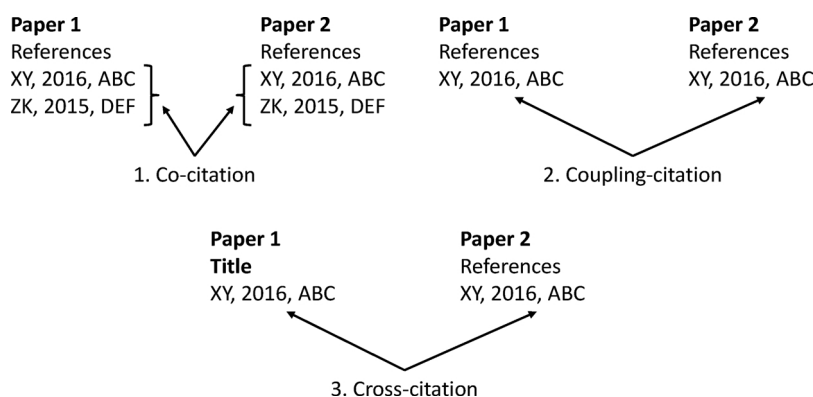 Paper 1
References
XY, 2016, ABC
ZK, 2015, DEF
Paper 2
References
XY, 2016, ABC
ZK, 2015, DEF
1. Co-citation
Paper 1
References
XY, 2016, ABC
Paper 2
References
XY, 2016, ABC
2. Coupling-citation
Paper 1
Title
XY, 2016, ABC
Paper 2
References
XY, 2016, ABC
3. Cross-citation